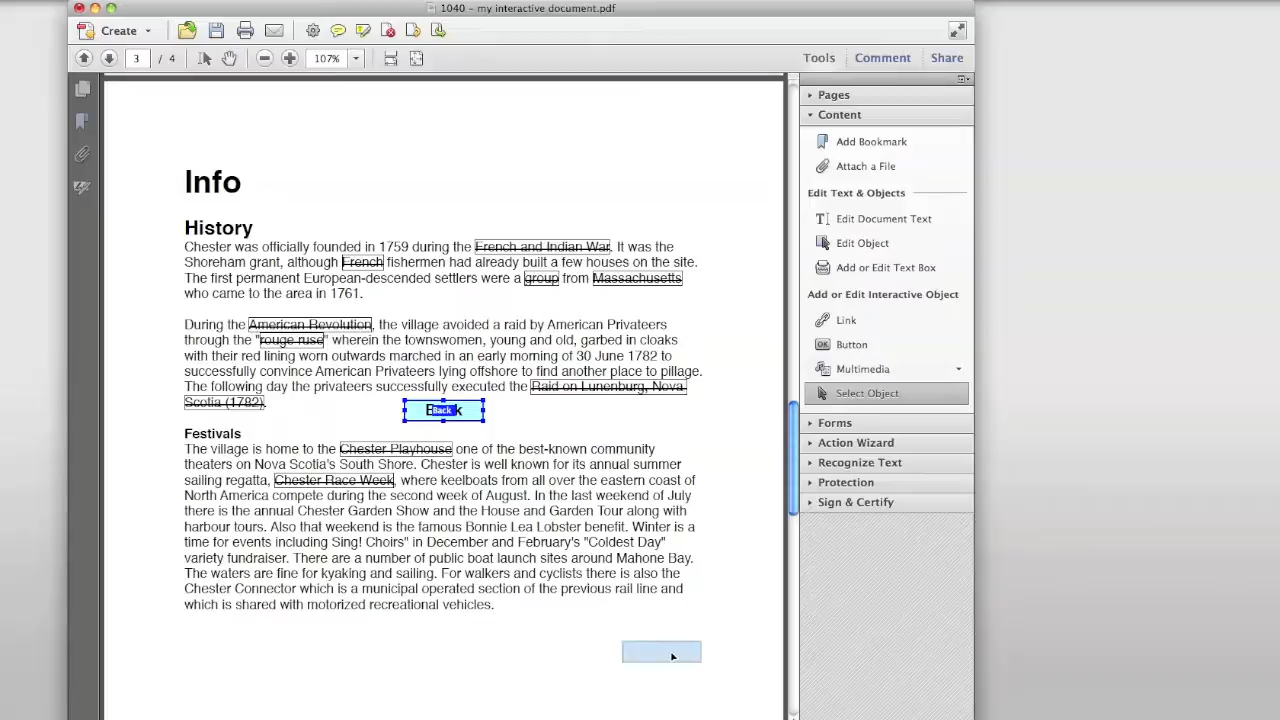 1040 - my interactive document.pdf
Create
3 / 4 107% Tools Comment Share
Pages
Content
Add Bookmark
Attach a File
Edit Text & Objects
Edit Document Text
Edit Object
Add or Edit Text Box
Add or Edit Interactive Object
Link
OK Button
Multimedia
Select Object
Forms
Action Wizard
Recognize Text
Protection
Sign & Certify
Info
History
Chester was officially founded in 1759 during the French and Indian War. It was the
Shoreham grant, although French fishermen had already built a few houses on the site.
The first permanent European-descended settlers were a group from Massachusetts
who came to the area in 1761.
During the American Revolution, the village avoided a raid by American Privateers
through the "rouge ruse" wherein the townswomen, young and old, garbed in cloaks
with their red lining worn outwards marched in an early morning of 30 June 1782 to
successfully convince American Privateers lying offshore to find another place to pillage.
The following day the privateers successfully executed the Raid on Lunenburg, Nova
Scotia (1782).
Back
Festivals
The village is home to the Chester Playhouse one of the best-known community
theaters on Nova Scotia's South Shore. Chester is well known for its annual summer
sailing regatta, Chester Race Week, where keelboats from all over the eastern coast of
North America compete during the second week of August. In the last weekend of July
there is the annual Chester Garden Show and the House and Garden Tour along with
harbour tours. Also that weekend is the famous Bonnie Lea Lobster benefit. Winter is a
time for events including Sing! Choirs" in December and February's "Coldest Day"
variety fundraiser. There are a number of public boat launch sites around Mahone Bay.
The waters are fine for kyaking and sailing. For walkers and cyclists there is also the
Chester Connector which is a municipal operated section of the previous rail line and
which is shared with motorized recreational vehicles.